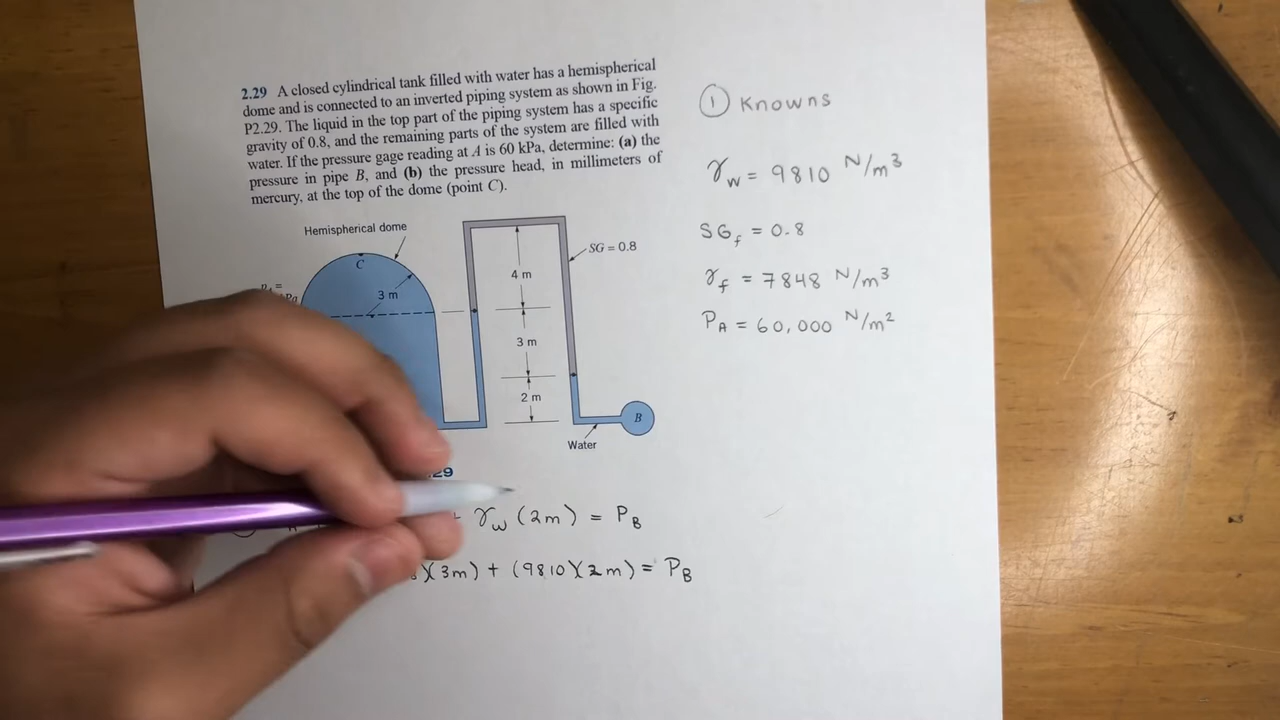 2.29 A closed cylindrical tank filled with water has a hemispherical
dome and is connected to an inverted piping system as shown in Fig.
P2.29. The liquid in the top part of the piping system has a specific
gravity of 0.8, and the remaining parts of the system are filled with
water. If the pressure gage reading at A is 60 kPa, determine: (a) the
pressure in pipe B, and (b) the pressure head, in millimeters of
mercury, at the top of the dome (point C).
① Knowns
γw = 9810 N/m³
SGf = 0.8
γf = 7848 N/m³
PA = 60,000 N/m²
Hemispherical dome
C
3 m
4 m
SG = 0.8
3 m
2 m
B
Water
29
γw (2m) = PB
)(3m) + (9810)(2m) = PB